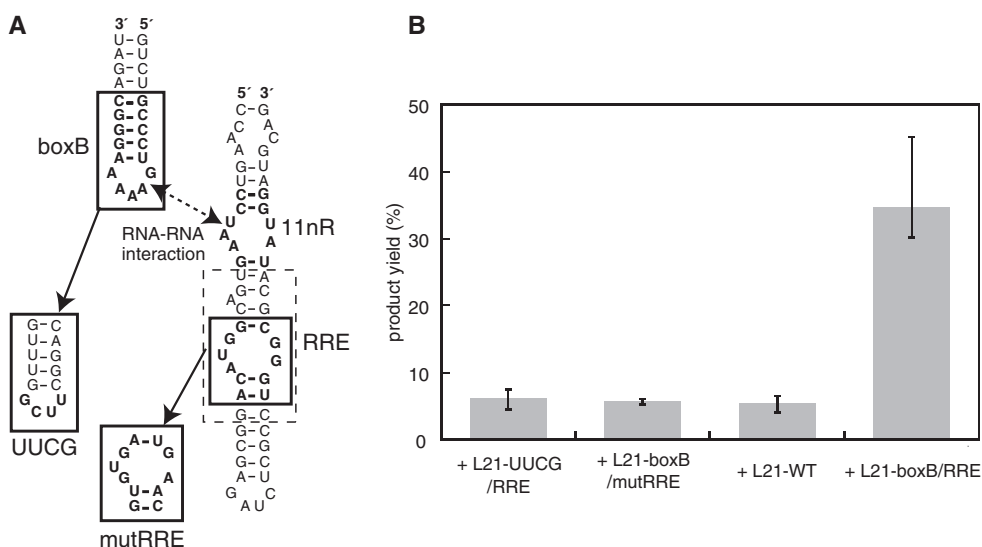 A
3´ 5´
U-G
A-U
G-C
A-U
C-G
G-C
G-C
G-C
A-U
A G
A A A A
boxB
RNA-RNA
interaction
5´ 3´
C G
C A
A C
A G
G U
U-A
C-G
C-G
U U
A A
A
G-U
11nR
U-A
G-C
A
C-G
G-C
G G
U G
A
C G
A-U
RRE
G-C
G-C
C-G
G-C
A-U
G C
A U
G-C
U-A
U-G
U-G
G-C
G U
C U
UUCG
A-U
G G
U
G A
U-A
G-C
mutRRE
B
product yield (%)
50
40
30
20
10
0
+ L21-UUCG
/RRE
+ L21-boxB
/mutRRE
+ L21-WT
+ L21-boxB/RRE